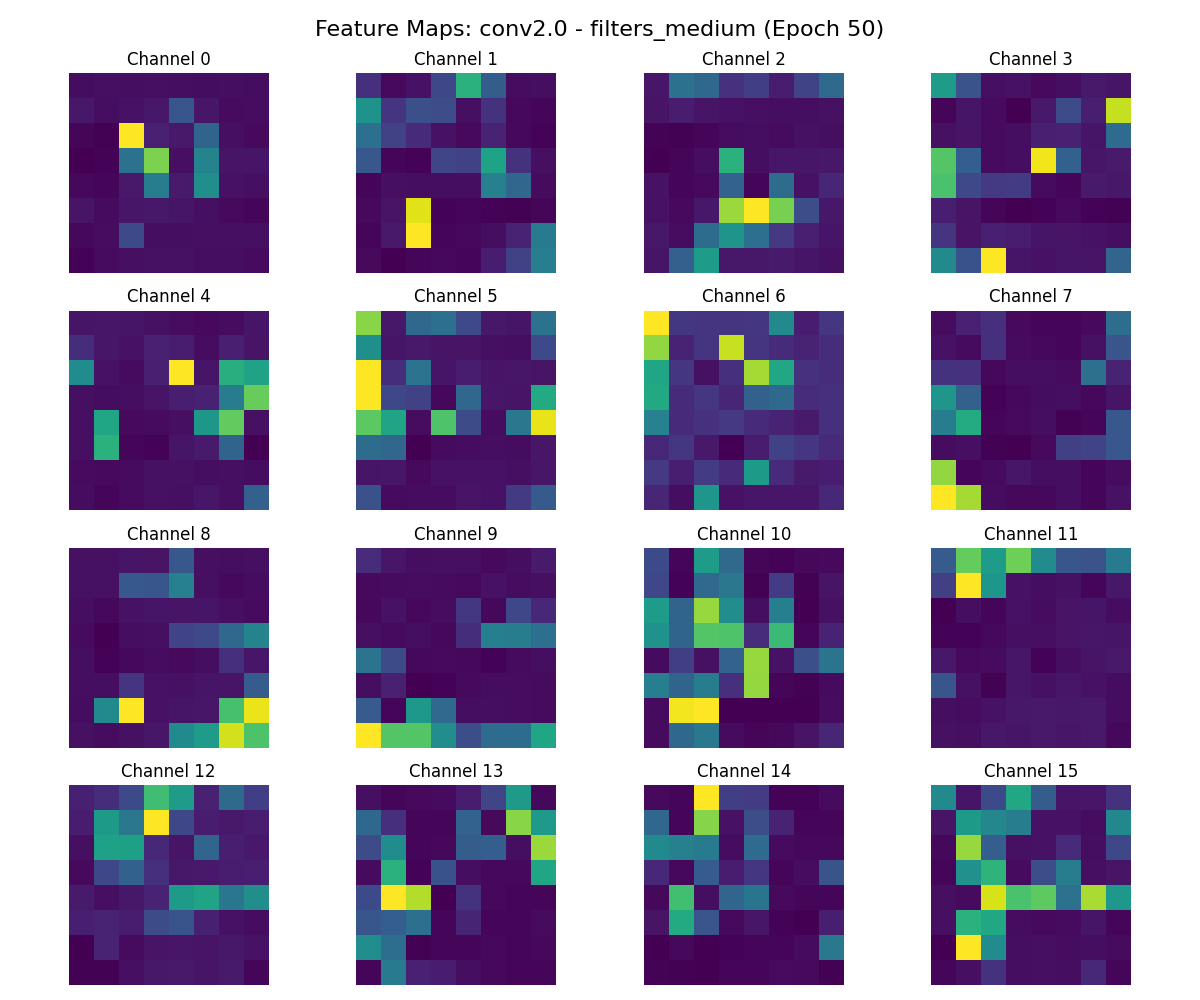 Feature Maps: conv2.0 - filters_medium (Epoch 50)
Channel 0
Channel 1
Channel 2
Channel 3
Channel 4
Channel 5
Channel 6
Channel 7
Channel 8
Channel 9
Channel 10
Channel 11
Channel 12
Channel 13
Channel 14
Channel 15